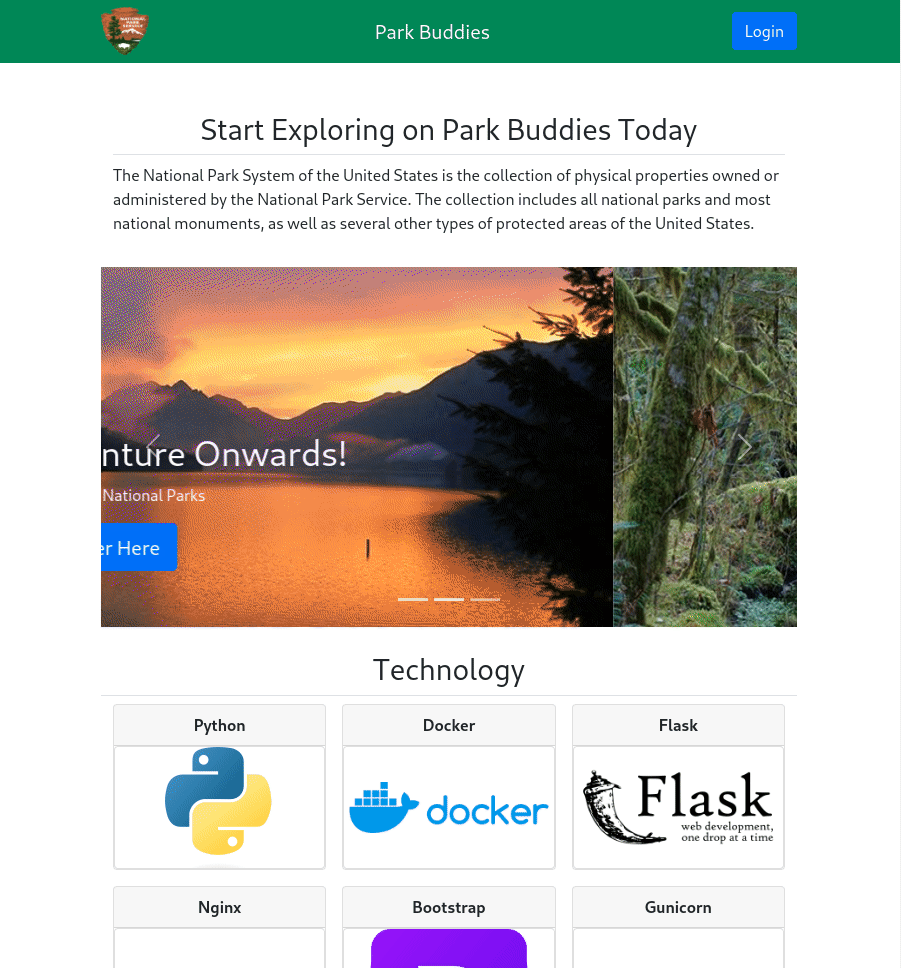 NATIONAL
PARK
SERVICE
Park Buddies
Login
Start Exploring on Park Buddies Today
The National Park System of the United States is the collection of physical properties owned or
administered by the National Park Service. The collection includes all national parks and most
national monuments, as well as several other types of protected areas of the United States.
nture Onwards!
National Parks
er Here
Technology
Python
Docker
Flask
docker
Flask
web development,
one drop at a time
Nginx
Bootstrap
Gunicorn